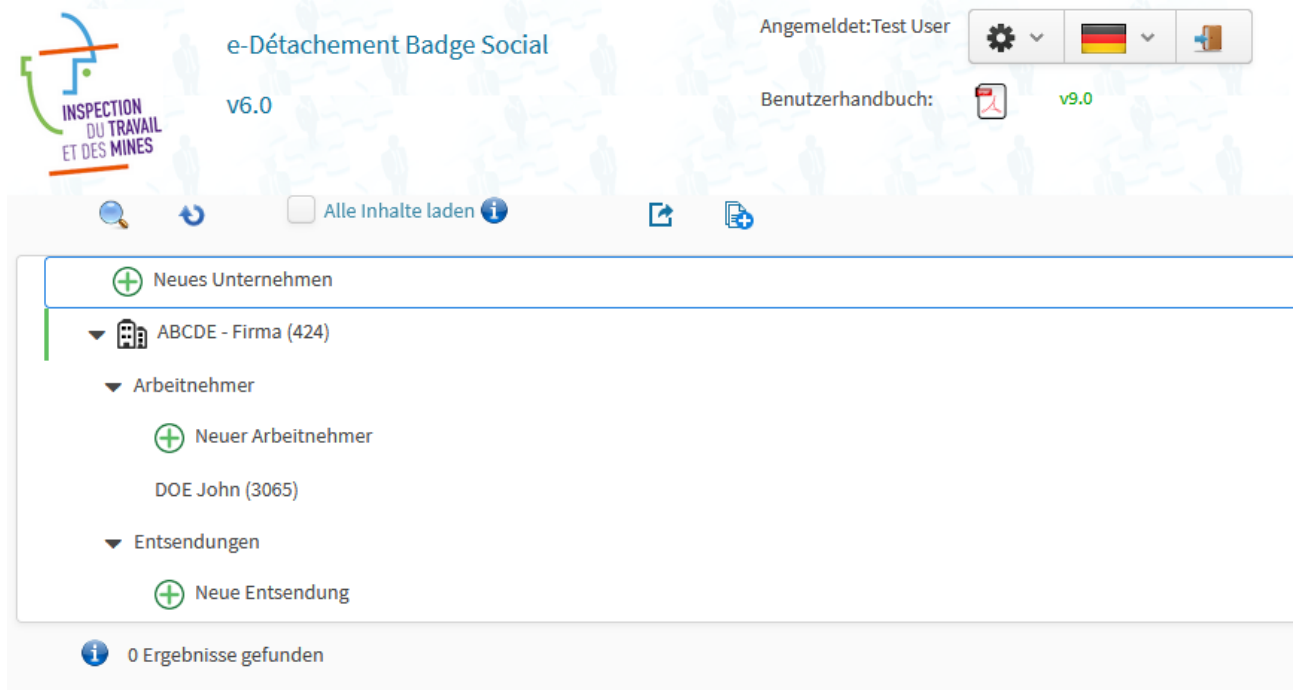 INSPECTION
DU TRAVAIL
ET DES MINES
e-Détachement Badge Social
v6.0
Angemeldet:Test User
Benutzerhandbuch:
v9.0
Alle Inhalte laden
Neues Unternehmen
ABCDE - Firma (424)
Arbeitnehmer
Neuer Arbeitnehmer
DOE John (3065)
Entsendungen
Neue Entsendung
0 Ergebnisse gefunden